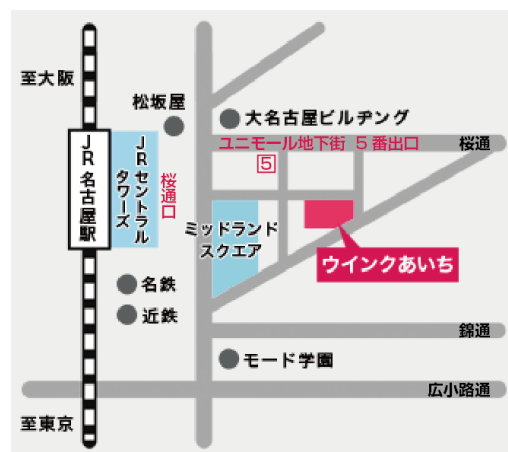 至大阪
松坂屋
大名古屋ビルヂング
ユニモール地下街 5番出口
桜通
5
JR名古屋駅
JRセントラル
タワーズ
桜通口
ミッドランド
スクエア
ウインクあいち
名鉄
近鉄
錦通
モード学園
広小路通
至東京